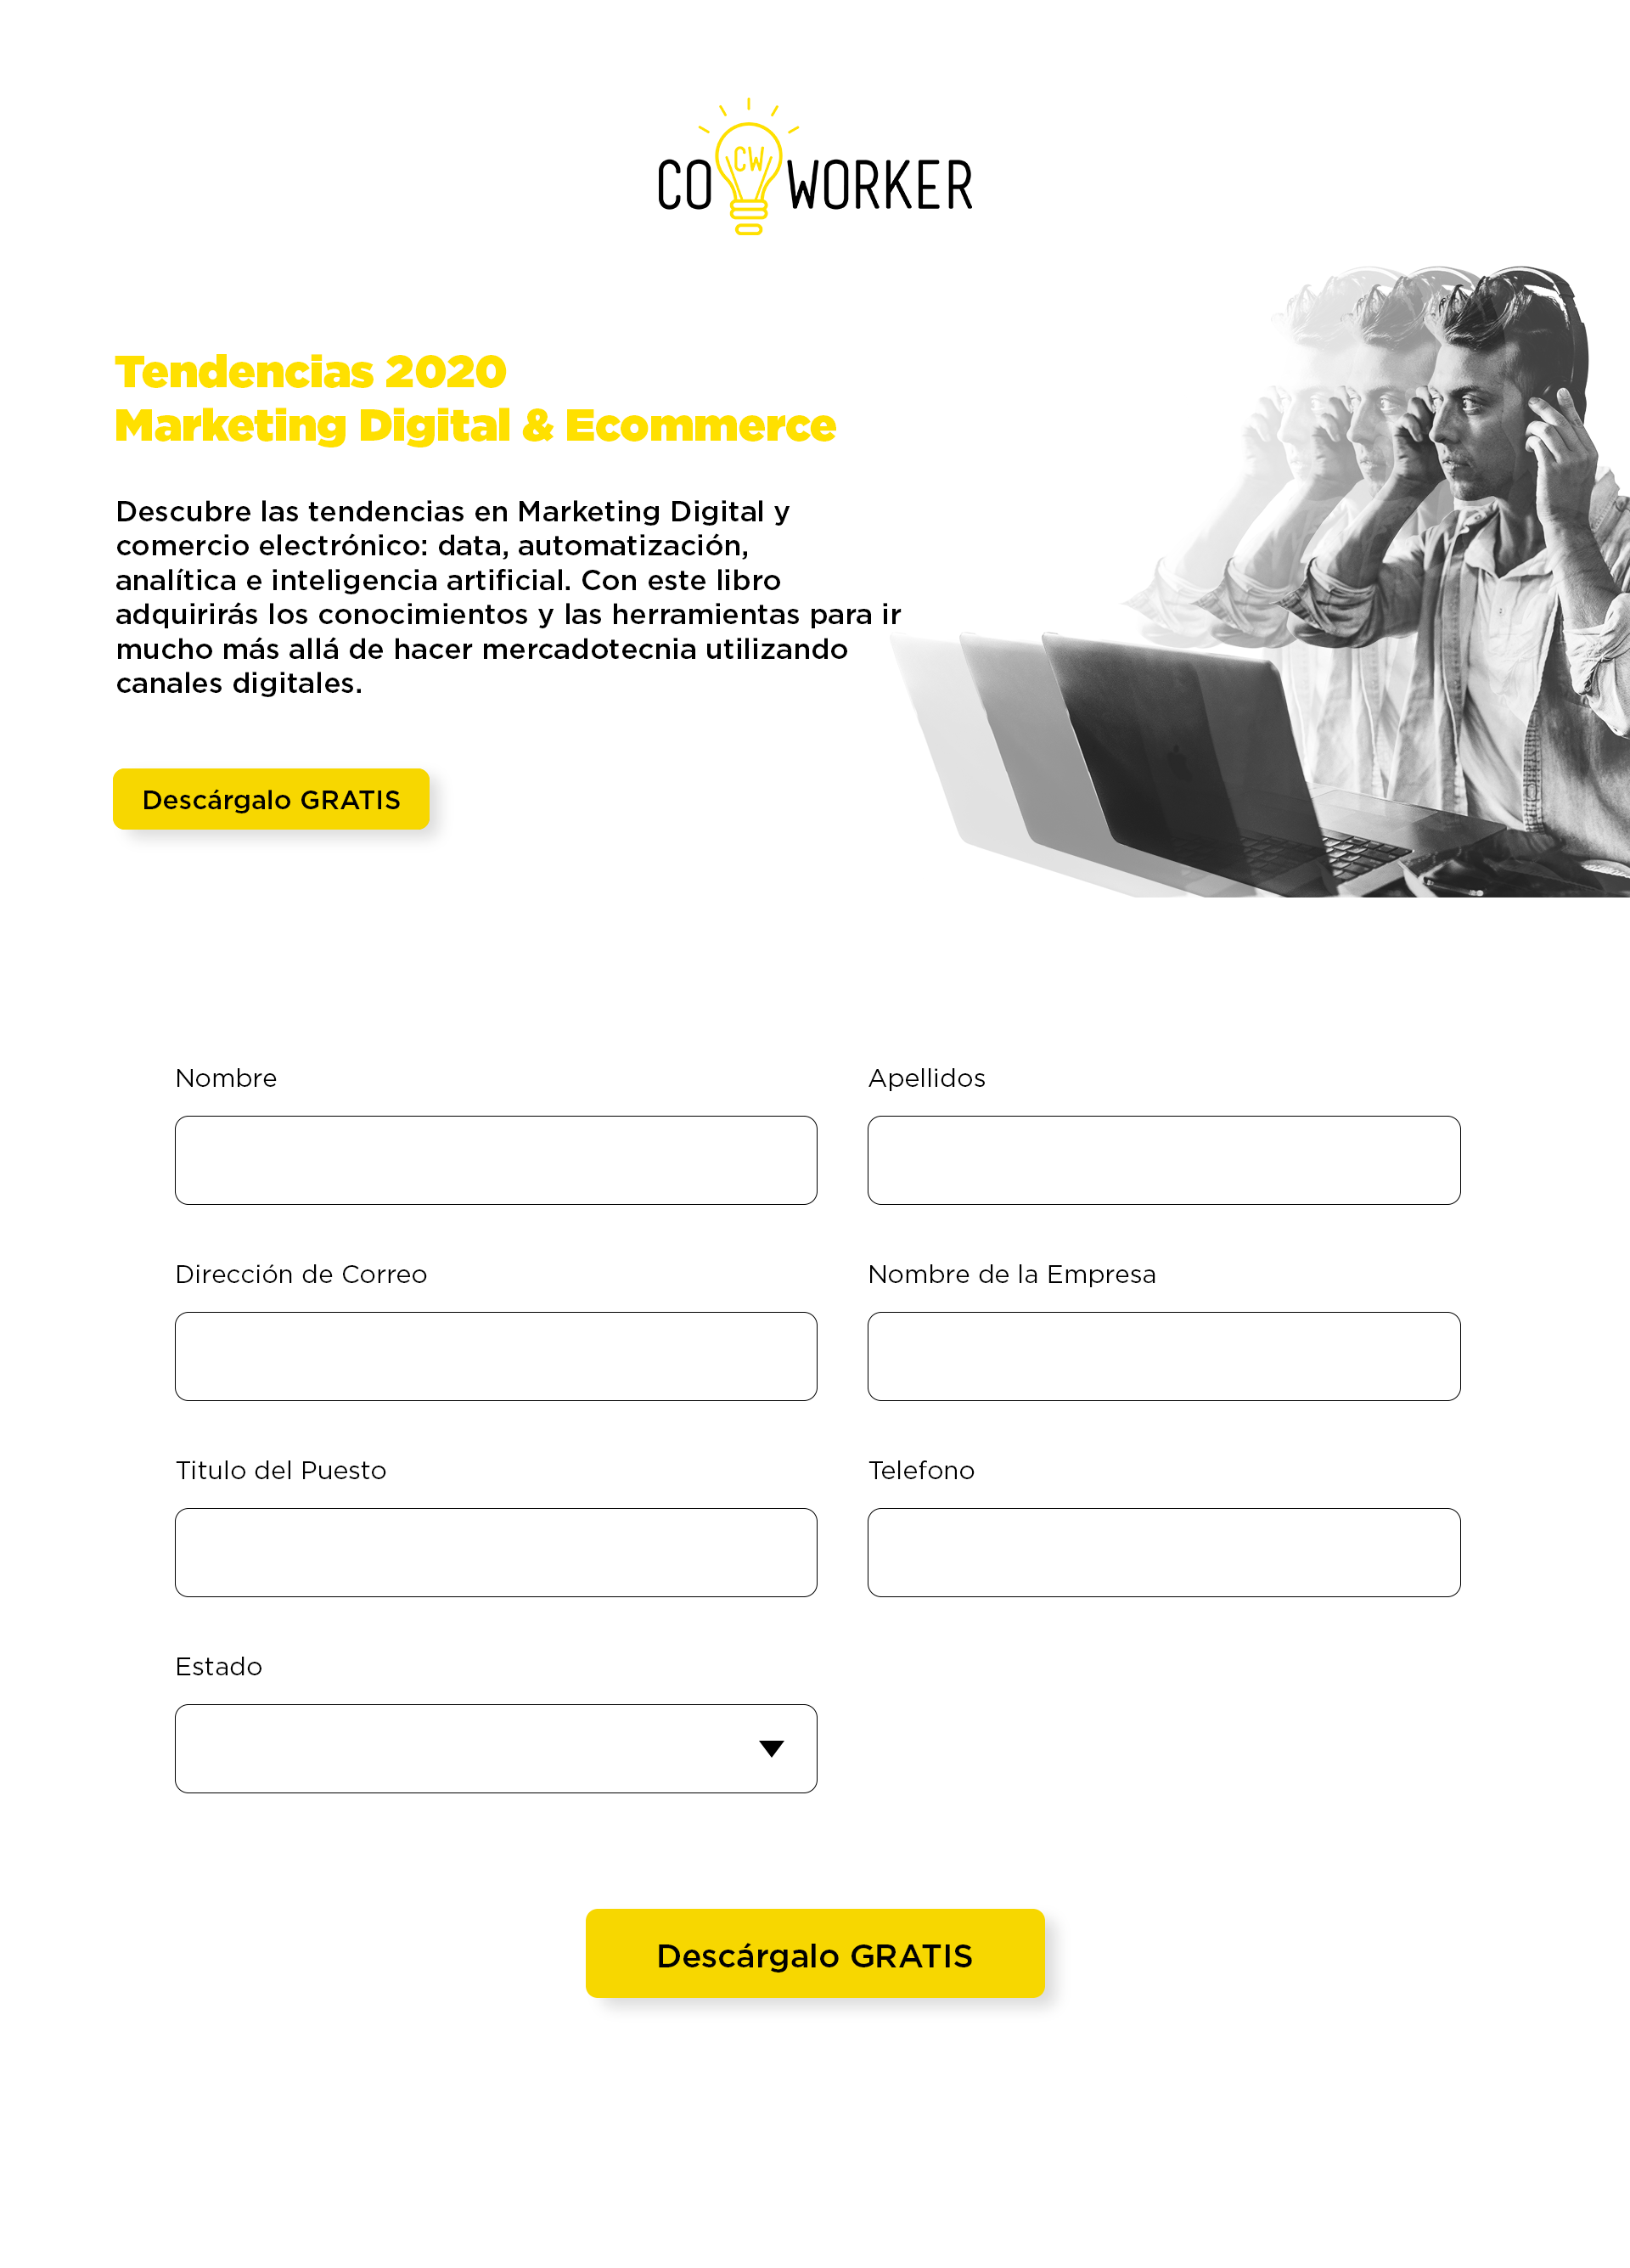 CO CW WORKER
Tendencias 2020
Marketing Digital & Ecommerce
Descubre las tendencias en Marketing Digital y
comercio electrónico: data, automatización,
analítica e inteligencia artificial. Con este libro
adquirirás los conocimientos y las herramientas para ir
mucho más allá de hacer mercadotecnia utilizando
canales digitales.
Descárgalo GRATIS
Nombre
Apellidos
Dirección de Correo
Nombre de la Empresa
Titulo del Puesto
Telefono
Estado
Descárgalo GRATIS